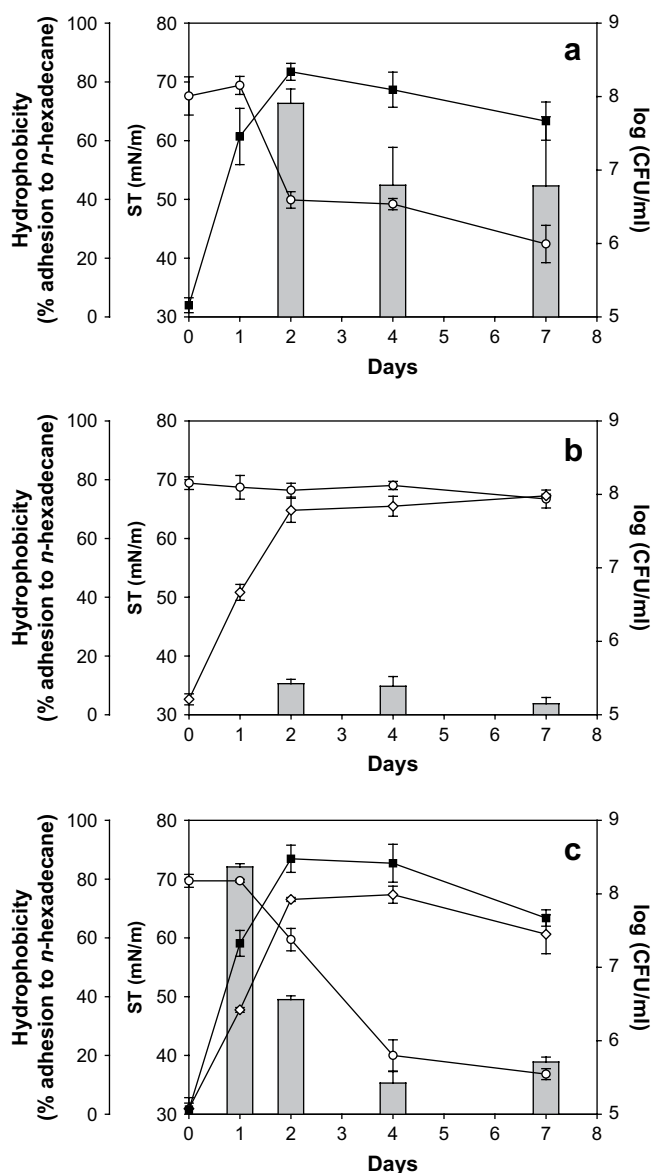 a
Hydrophobicity
(% adhesion to n-hexadecane)
100
80
60
40
20
0
ST (mN/m)
80
70
60
50
40
30
log (CFU/ml)
9
8
7
6
5
0 1 2 3 4 5 6 7 8
Days
b
Hydrophobicity
(% adhesion to n-hexadecane)
100
80
60
40
20
0
ST (mN/m)
80
70
60
50
40
30
log (CFU/ml)
9
8
7
6
5
0 1 2 3 4 5 6 7 8
Days
c
Hydrophobicity
(% adhesion to n-hexadecane)
100
80
60
40
20
0
ST (mN/m)
80
70
60
50
40
30
log (CFU/ml)
9
8
7
6
5
0 1 2 3 4 5 6 7 8
Days